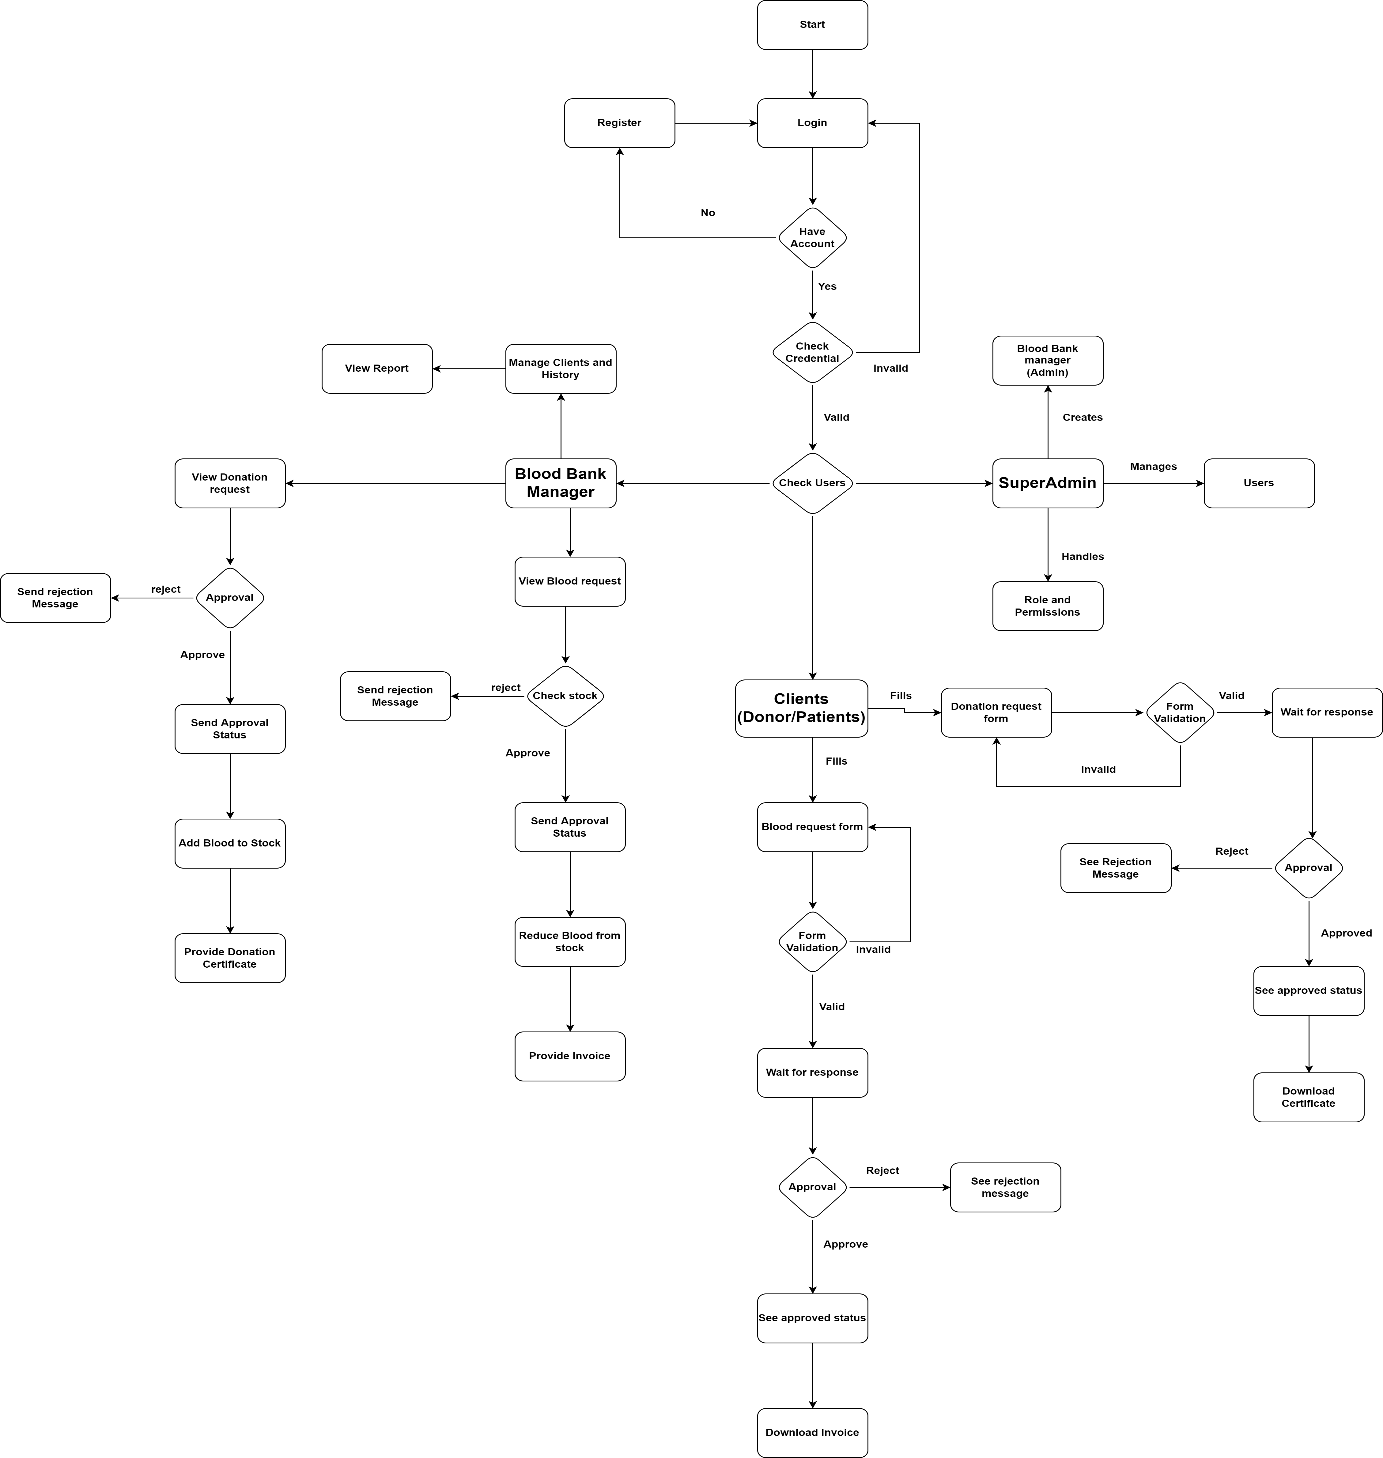 Start
Register
Login
No
Have
Account
Yes
Check
Credential
Invalid
Valid
Blood Bank
manager
(Admin)
View Report
Manage Clients and
History
Creates
View Donation
request
Blood Bank
Manager
Check Users
SuperAdmin
Manages
Users
Handles
Role and
Permissions
Send rejection
Message
reject
Approval
Approve
View Blood request
Send rejection
Message
reject
Check stock
Approve
Send Approval
Status
Clients
(Donor/Patients)
Fills
Donation request
form
Form
Validation
Valid
Wait for response
Invalid
Fills
Add Blood to Stock
Send Approval
Status
Blood request form
See Rejection
Message
Reject
Approval
Approved
Provide Donation
Certificate
Reduce Blood from
stock
Form
Validation
Invalid
Valid
See approved status
Provide Invoice
Wait for response
Download
Certificate
Approval
Reject
See rejection
message
Approve
See approved status
Download Invoice